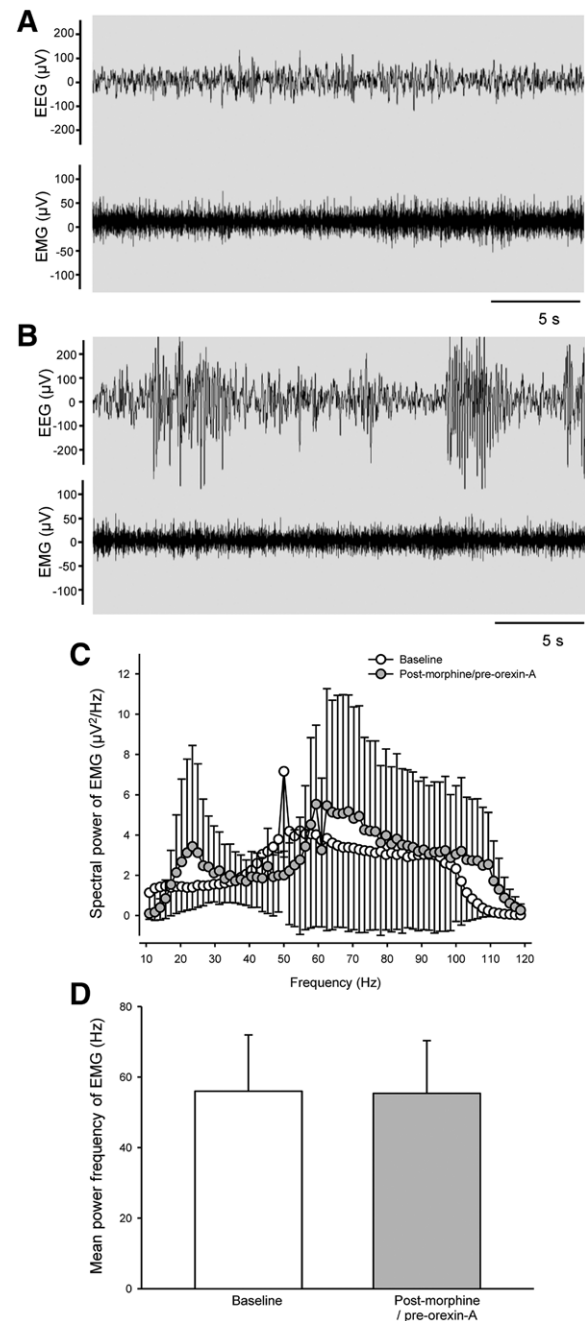 A
EEG (µV)
200
100
0
-100
-200
EMG (µV)
100
50
0
-50
-100
5 s
B
EEG (µV)
200
100
0
-100
-200
EMG (µV)
100
50
0
-50
-100
5 s
C
Baseline
Post-morphine/pre-orexin-A
Spectral power of EMG (µV²/Hz)
12
10
8
6
4
2
0
10 20 30 40 50 60 70 80 90 100 110 120
Frequency (Hz)
D
Mean power frequency of EMG (Hz)
80
60
40
20
0
Baseline Post-morphine
/ pre-orexin-A